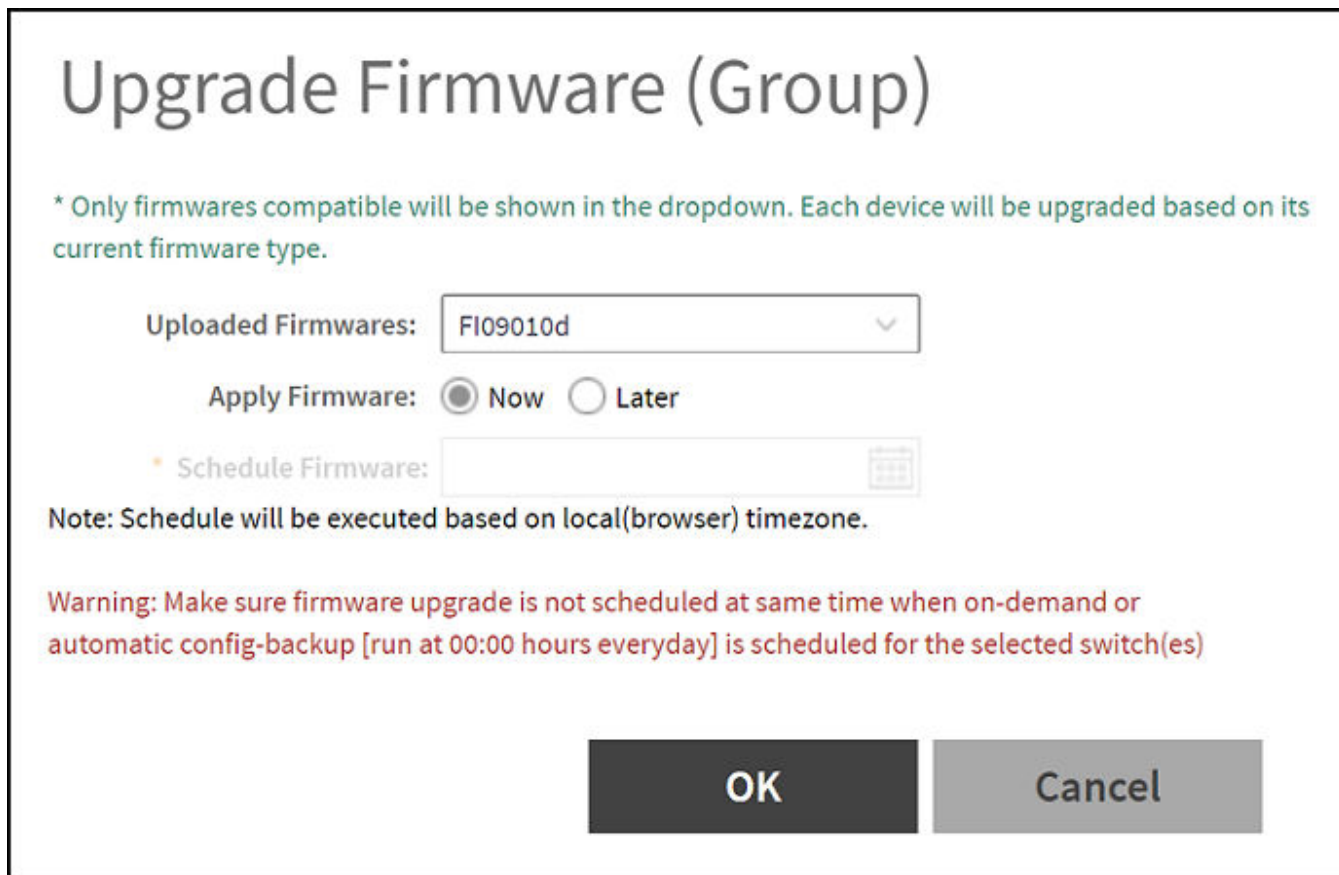 Upgrade Firmware (Group)
* Only firmwares compatible will be shown in the dropdown. Each device will be upgraded based on its
current firmware type.
Uploaded Firmwares: FI09010d
Apply Firmware: Now Later
* Schedule Firmware:
Note: Schedule will be executed based on local(browser) timezone.
Warning: Make sure firmware upgrade is not scheduled at same time when on-demand or
automatic config-backup [run at 00:00 hours everyday] is scheduled for the selected switch(es)
OK Cancel